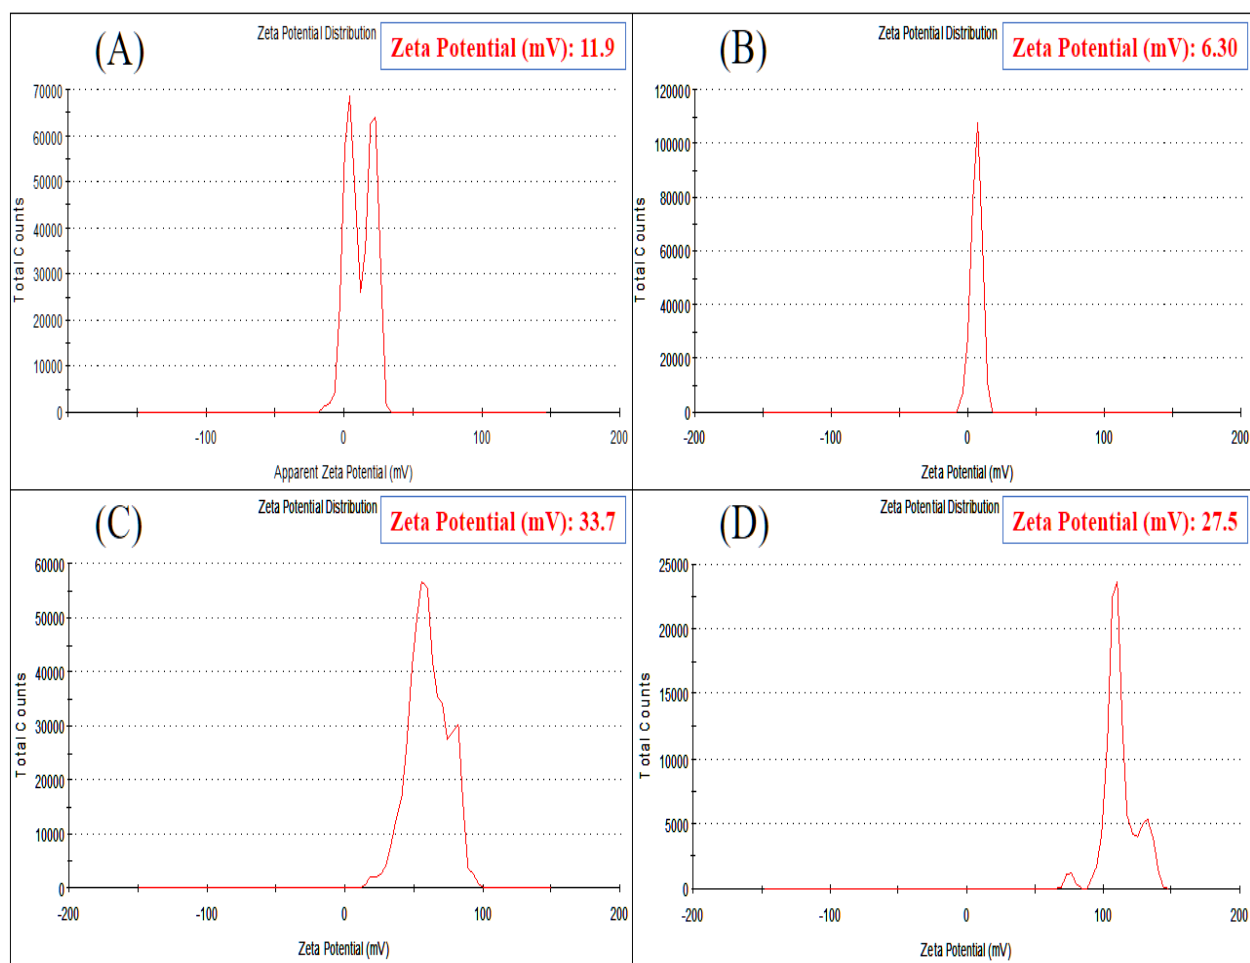 (A)
Zeta Potential Distribution
Zeta Potential (mV): 11.9
70000
60000
50000
40000
30000
20000
10000
0
Total Counts
-100
0
100
200
Apparent Zeta Potential (mV)
(B)
Zeta Potential Distribution
Zeta Potential (mV): 6.30
120000
100000
80000
60000
40000
20000
0
Total Counts
-200
-100
0
100
200
Zeta Potential (mV)
(C)
Zeta Potential Distribution
Zeta Potential (mV): 33.7
60000
50000
40000
30000
20000
10000
0
Total Counts
-200
-100
0
100
200
Zeta Potential (mV)
(D)
Zeta Potential Distribution
Zeta Potential (mV): 27.5
25000
20000
15000
10000
5000
0
Total Counts
-200
-100
0
100
200
Zeta Potential (mV)